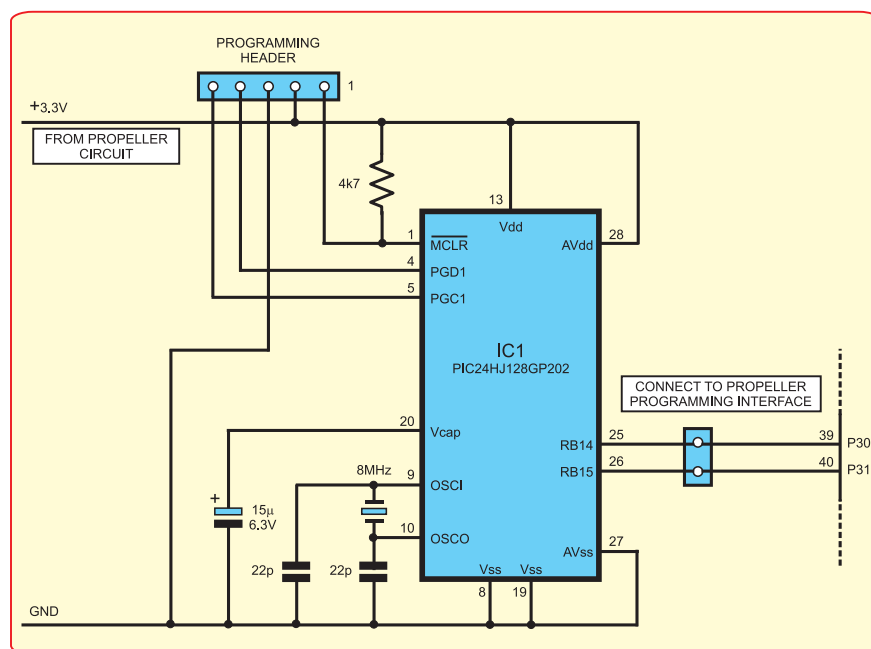 PROGRAMMING
HEADER
1
+3.3V
FROM PROPELLER
CIRCUIT
4k7
13
Vdd
1
MCLR
28
AVdd
4
PGD1
5
PGC1
IC1
PIC24HJ128GP202
CONNECT TO PROPELLER
PROGRAMMING INTERFACE
20
Vcap
25
RB14
39
P30
26
RB15
40
P31
8MHz
9
OSCI
+
15µ
6.3V
10
OSCO
27
AVss
22p
22p
Vss
Vss
8
19
GND